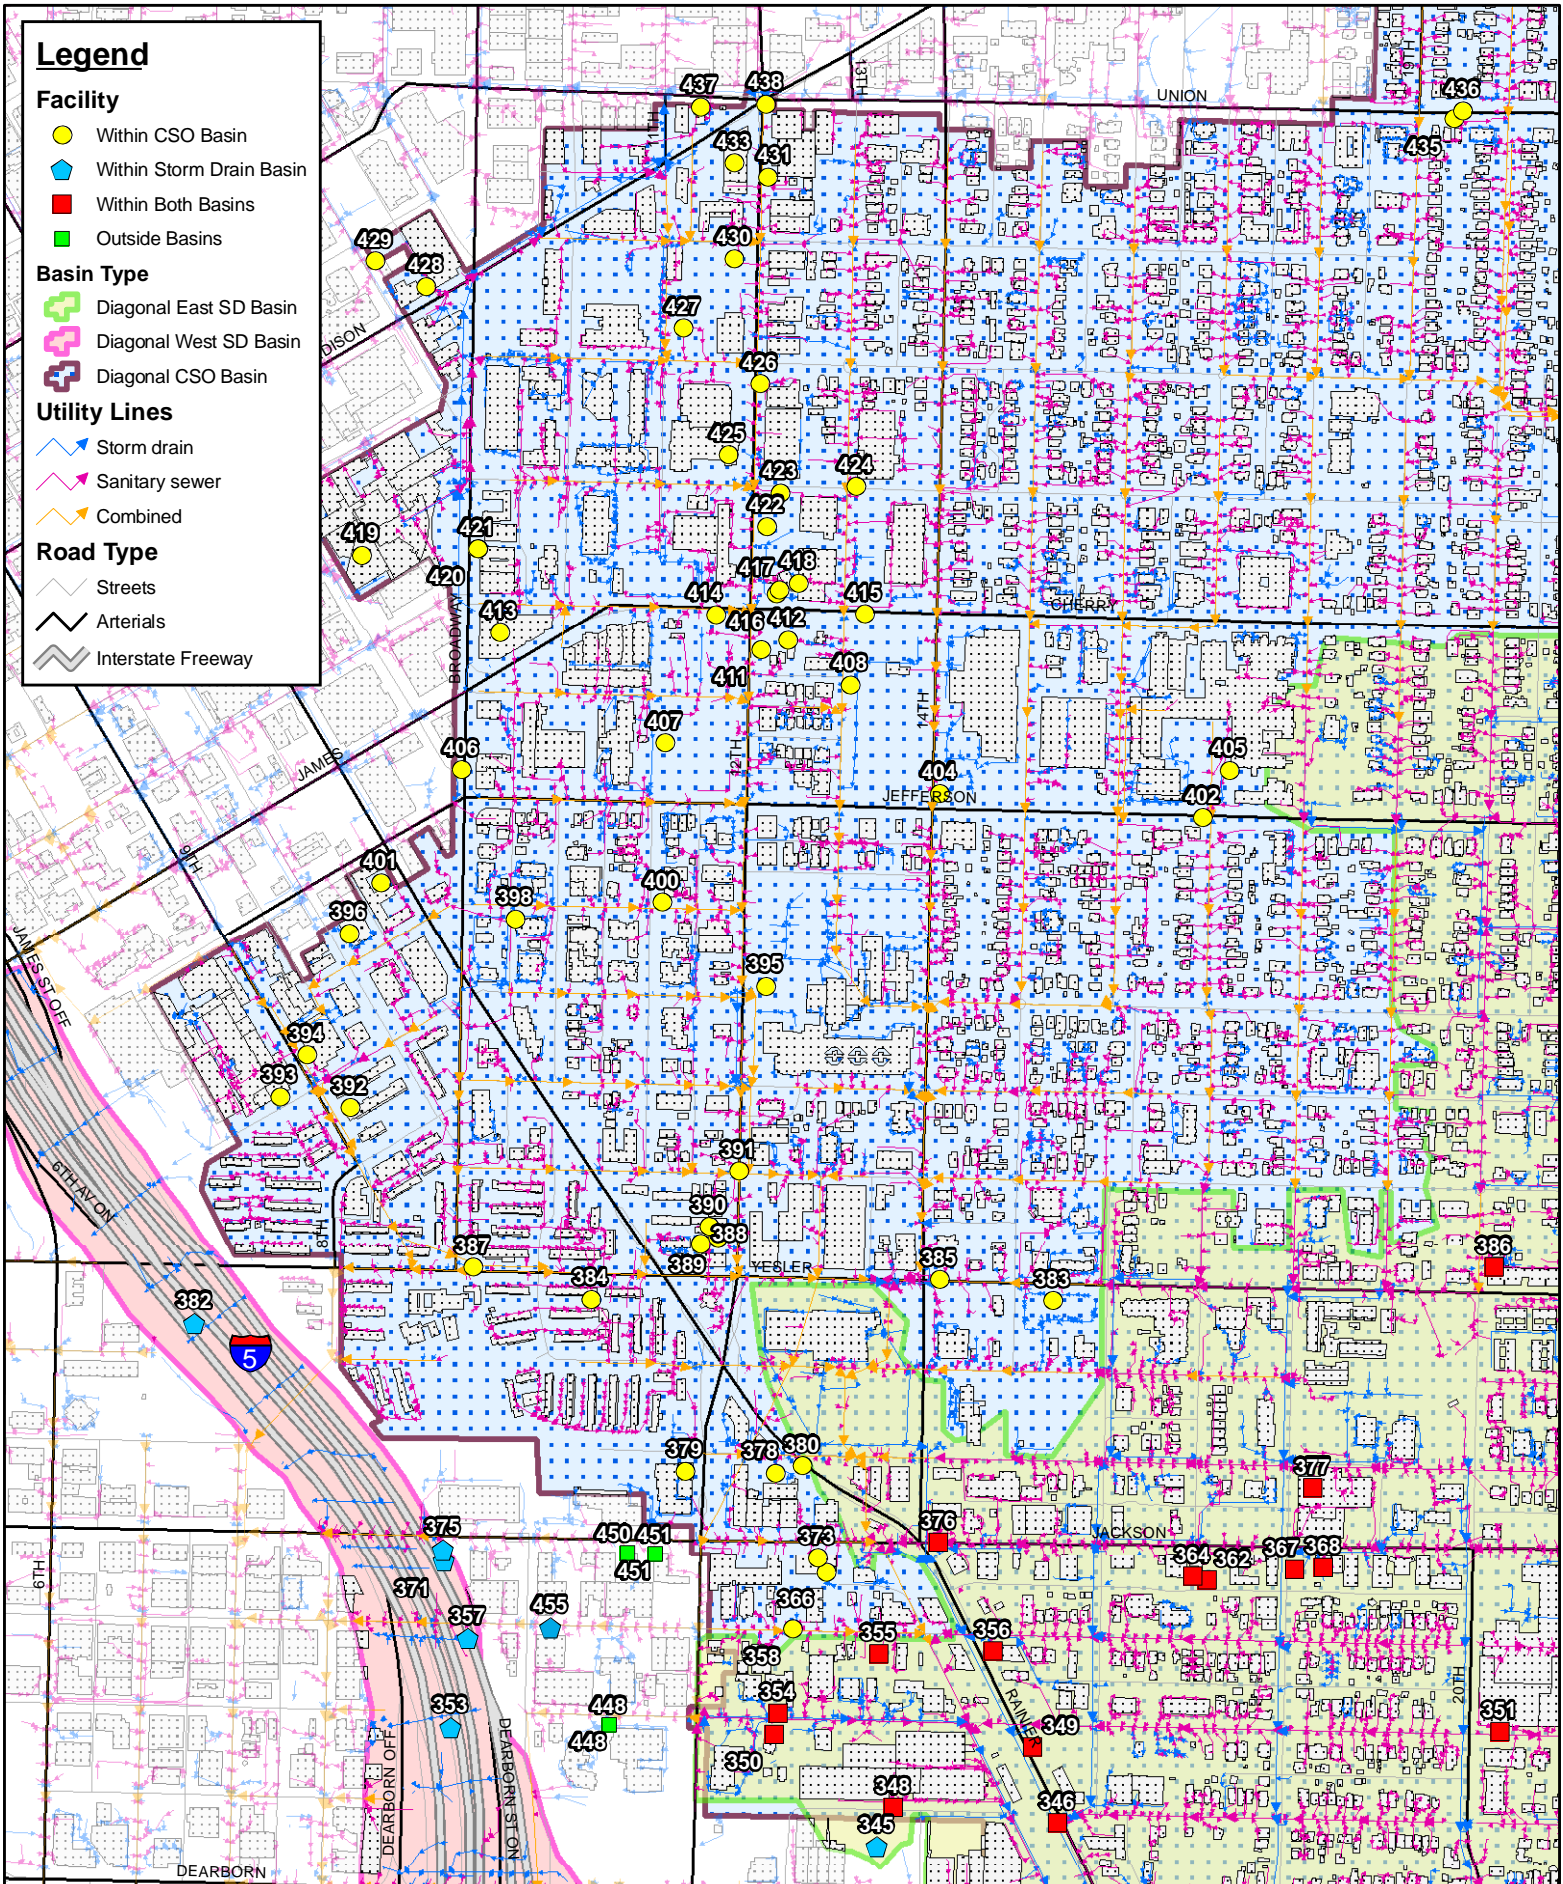 Legend
Facility
Within CSO Basin
Within Storm Drain Basin
Within Both Basins
Outside Basins
Basin Type
Diagonal East SD Basin
Diagonal West SD Basin
Diagonal CSO Basin
Utility Lines
Storm drain
Sanitary sewer
Combined
Road Type
Streets
Arterials
Interstate Freeway
437
438
13TH
UNION
19TH
436
435
11TH
433
431
429
428
430
427
DISON
426
425
423
424
422
419
421
420
417
418
414
415
416
412
413
CHERRY
BROADWAY
411
408
407
12TH
14TH
406
JAMES
404
405
JEFFERSON
402
9TH
401
400
398
396
395
JAMES ST OFF
394
393
392
391
6TH AV ON
8TH
390
388
389
387
YESLER
385
386
384
383
382
5
379
378
380
377
375
450
451
451
373
376
JACKSON
364
362
367
368
6TH
371
357
455
366
355
356
358
354
353
448
448
350
RAINIER
349
20TH
351
DEARBORN OFF
DEARBORN ST ON
348
346
345
DEARBORN